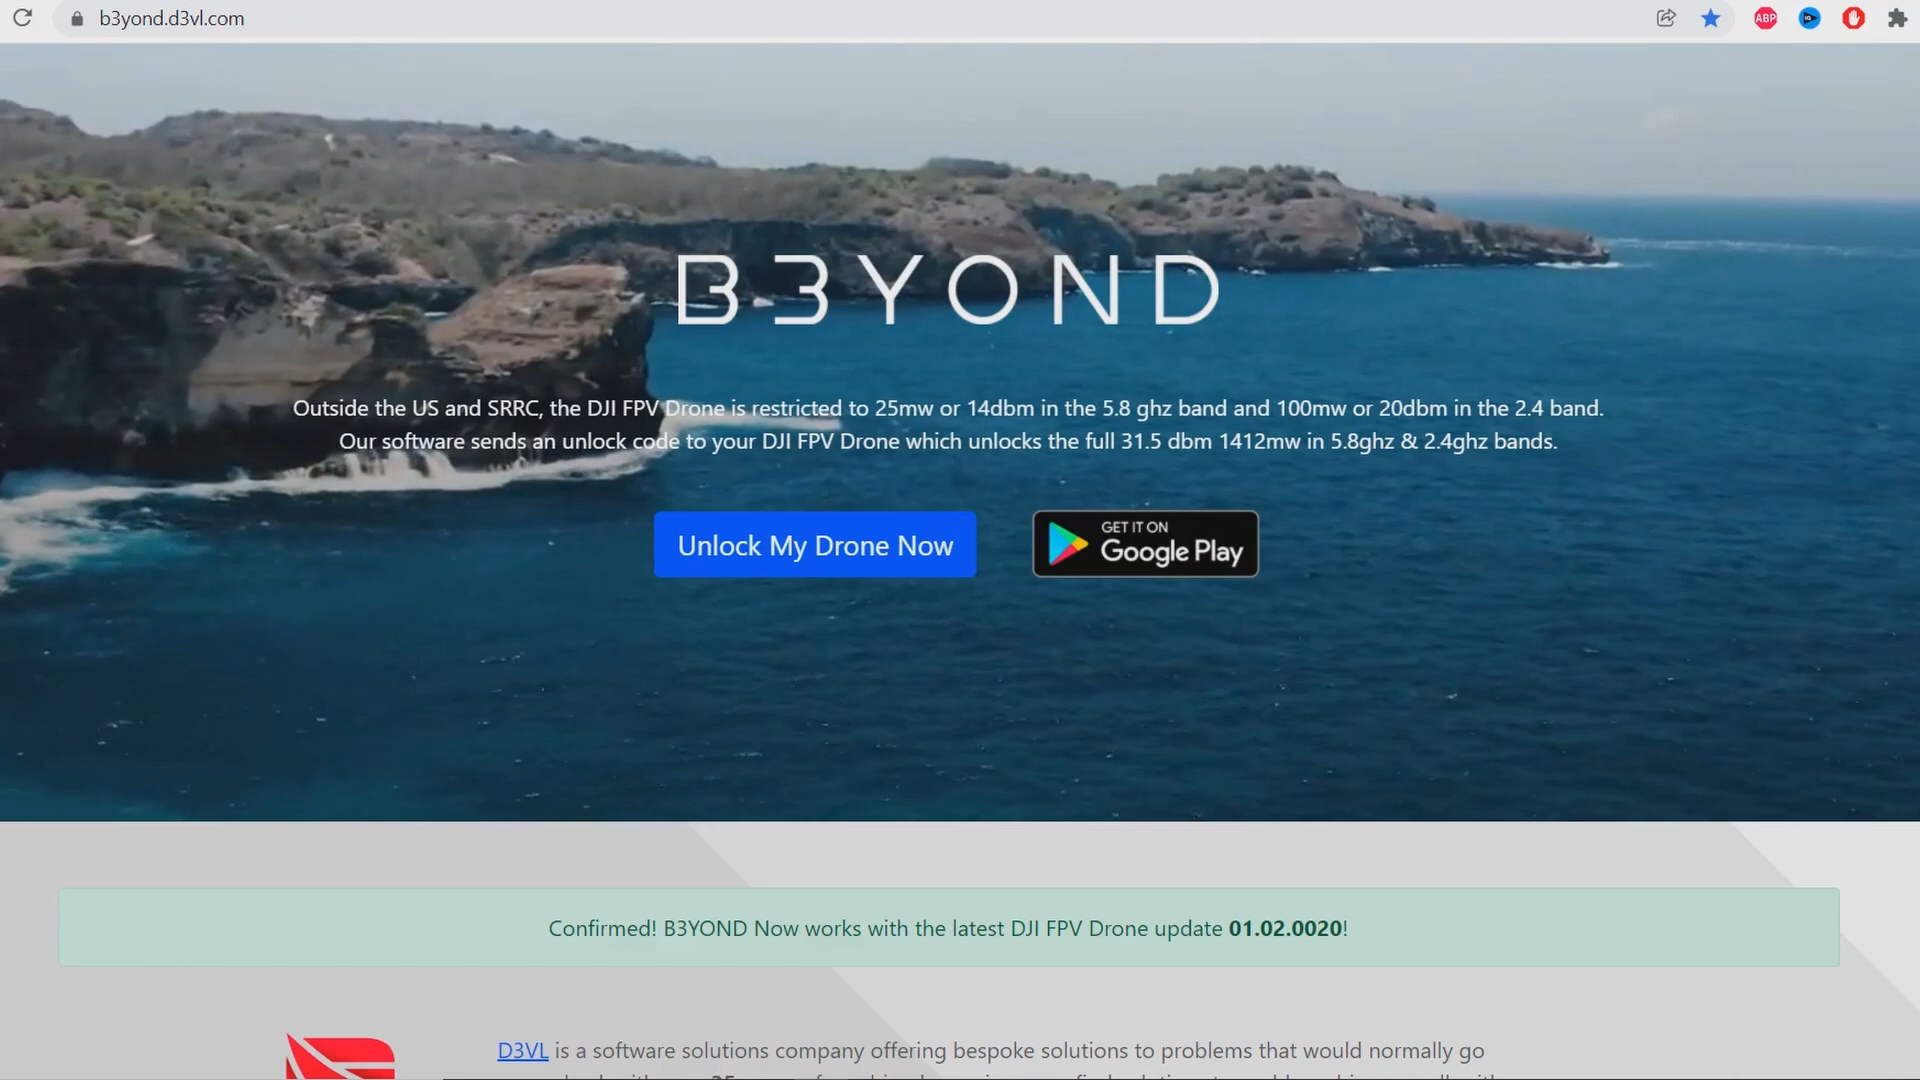 b3yond.d3vl.com
ABP
B3YOND
Outside the US and SRRC, the DJI FPV Drone is restricted to 25mw or 14dbm in the 5.8 ghz band and 100mw or 20dbm in the 2.4 band.
Our software sends an unlock code to your DJI FPV Drone which unlocks the full 31.5 dbm 1412mw in 5.8ghz & 2.4ghz bands.
Unlock My Drone Now
GET IT ON
Google Play
Confirmed! B3YOND Now works with the latest DJI FPV Drone update 01.02.0020!
D3VL is a software solutions company offering bespoke solutions to problems that would normally go